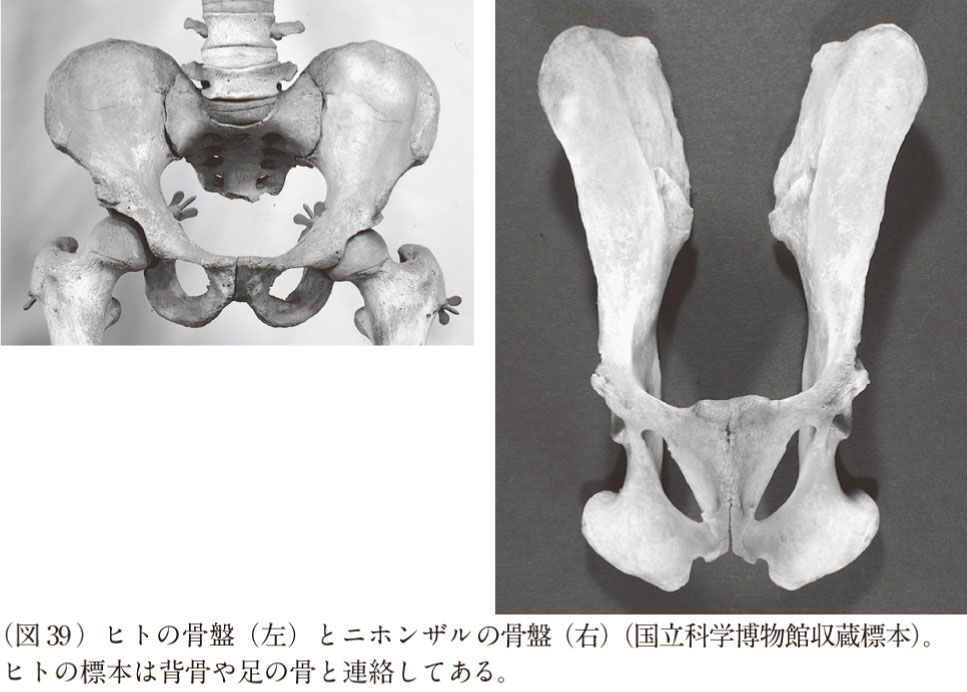 (図39) ヒトの骨盤（左）とニホンザルの骨盤（右）（国立科学博物館収蔵標本）。
ヒトの標本は背骨や足の骨と連絡してある。